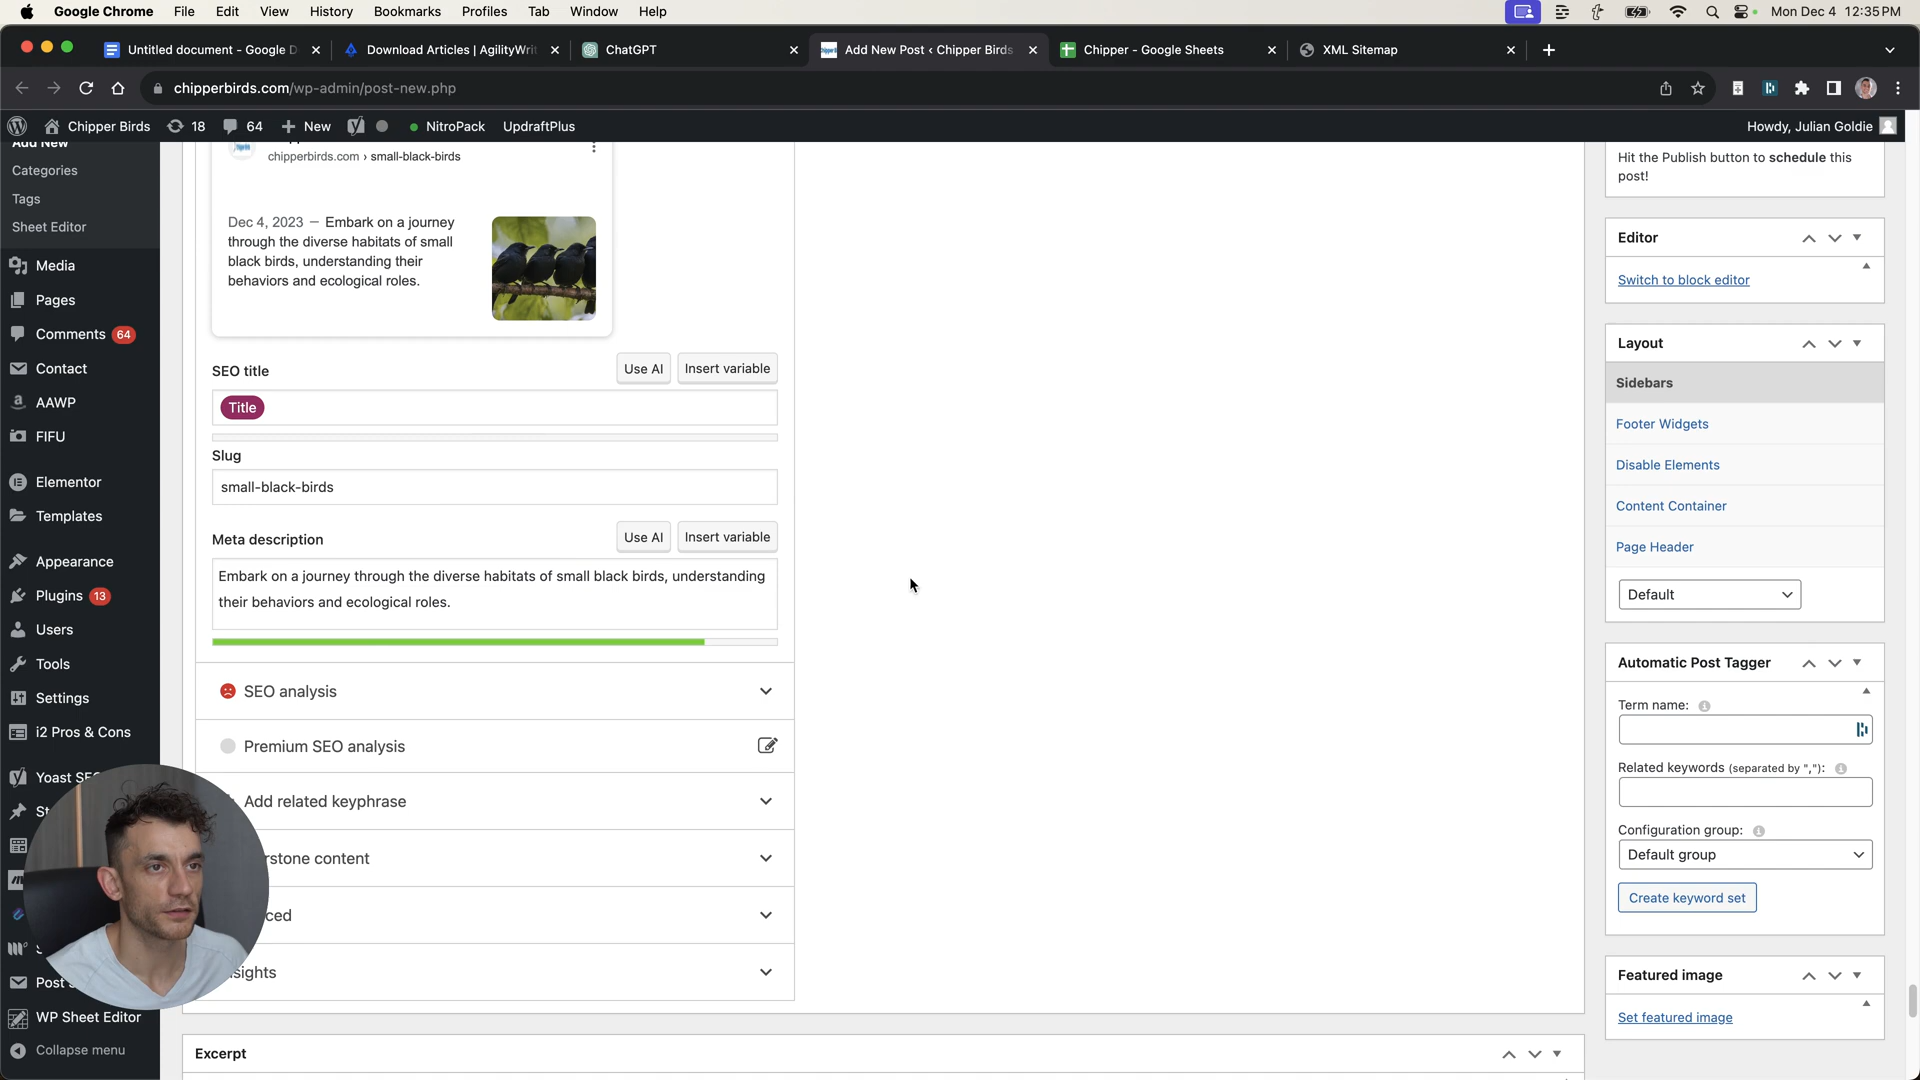 Google Chrome File Edit View History Bookmarks Profiles Tab Window Help Mon Dec 4 12:35 PM
Untitled document - Google D
Download Articles | AgilityWrit
ChatGPT
Add New Post ‹ Chipper Birds
Chipper - Google Sheets
XML Sitemap
chipperbirds.com/wp-admin/post-new.php
Chipper Birds 18 64 New NitroPack UpdraftPlus Howdy, Julian Goldie
Add New
Categories
Tags
Sheet Editor
Media
Pages
Comments 64
Contact
AAWP
FIFU
Elementor
Templates
Appearance
Plugins 13
Users
Tools
Settings
i2 Pros & Cons
Yoast SEO
St
Post
WP Sheet Editor
Collapse menu
chipperbirds.com › small-black-birds
Dec 4, 2023 — Embark on a journey
through the diverse habitats of small
black birds, understanding their
behaviors and ecological roles.
SEO title Use AI Insert variable
Title
Slug
small-black-birds
Meta description Use AI Insert variable
Embark on a journey through the diverse habitats of small black birds, understanding
their behaviors and ecological roles.
SEO analysis
Premium SEO analysis
Add related keyphrase
rstone content
ced
sights
Excerpt
Hit the Publish button to schedule this
post!
Editor
Switch to block editor
Layout
Sidebars
Footer Widgets
Disable Elements
Content Container
Page Header
Default
Automatic Post Tagger
Term name:
Related keywords (separated by ","):
Configuration group:
Default group
Create keyword set
Featured image
Set featured image